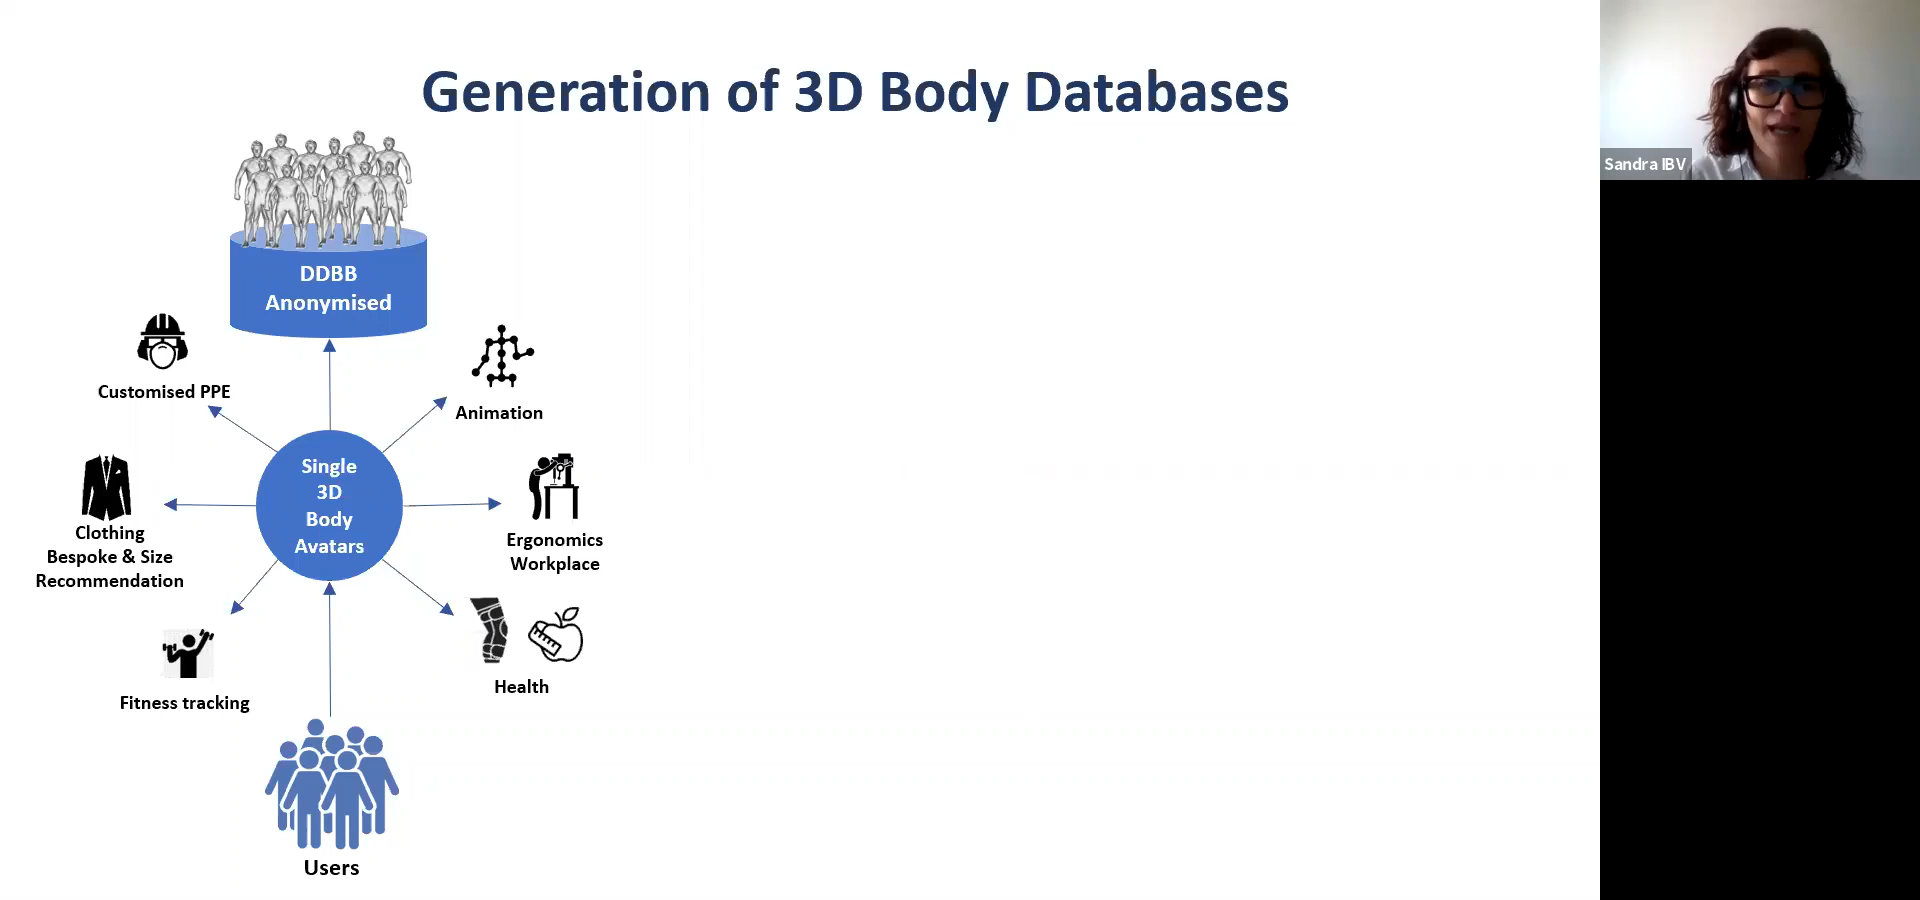 Generation of 3D Body Databases
Sandra IBV
DDBB
Anonymised
Customised PPE
Animation
Single
3D
Body
Avatars
Clothing
Bespoke & Size
Recommendation
Ergonomics
Workplace
Fitness tracking
Health
Users